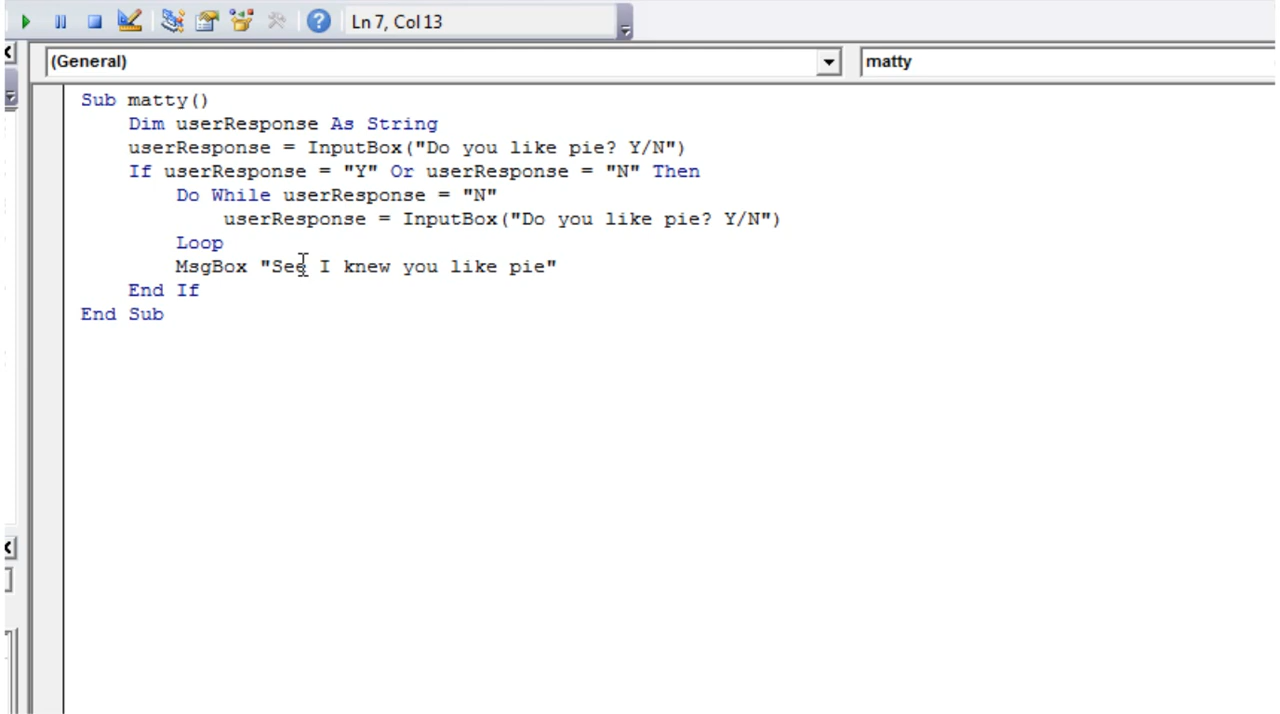 Ln 7, Col 13
(General) matty
Sub matty()
    Dim userResponse As String
    userResponse = InputBox("Do you like pie? Y/N")
    If userResponse = "Y" Or userResponse = "N" Then
        Do While userResponse = "N"
            userResponse = InputBox("Do you like pie? Y/N")
        Loop
        MsgBox "See I knew you like pie"
    End If
End Sub